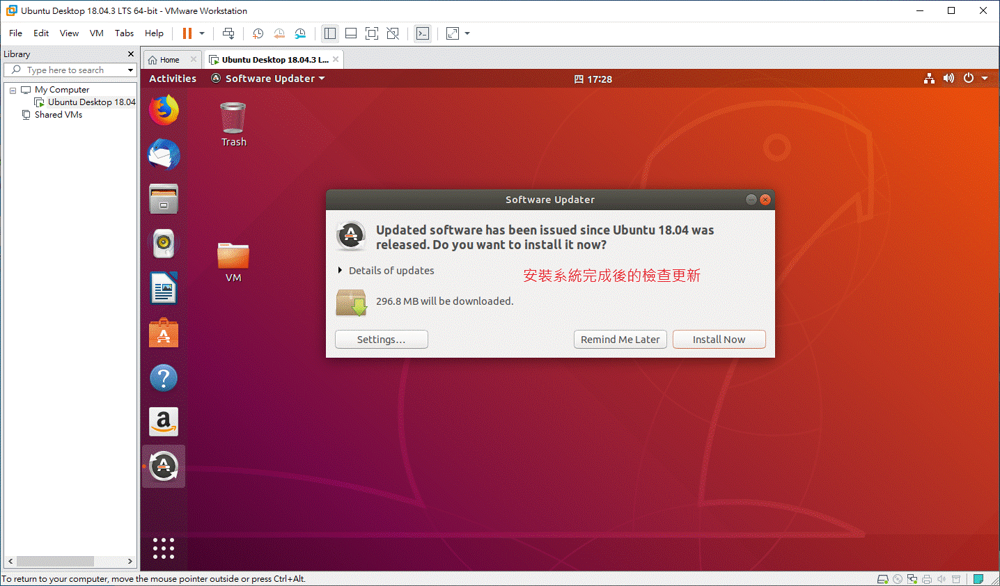 Ubuntu Desktop 18.04.3 LTS 64-bit - VMware Workstation
File Edit View VM Tabs Help
Library
Type here to search
My Computer
Ubuntu Desktop 18.04
Shared VMs
Home
Ubuntu Desktop 18.04.3 L...
Activities
Software Updater
四 17:28
Trash
VM
Software Updater
Updated software has been issued since Ubuntu 18.04 was
released. Do you want to install it now?
Details of updates
安裝系統完成後的檢查更新
296.8 MB will be downloaded.
Settings…
Remind Me Later
Install Now
To return to your computer, move the mouse pointer outside or press Ctrl+Alt.